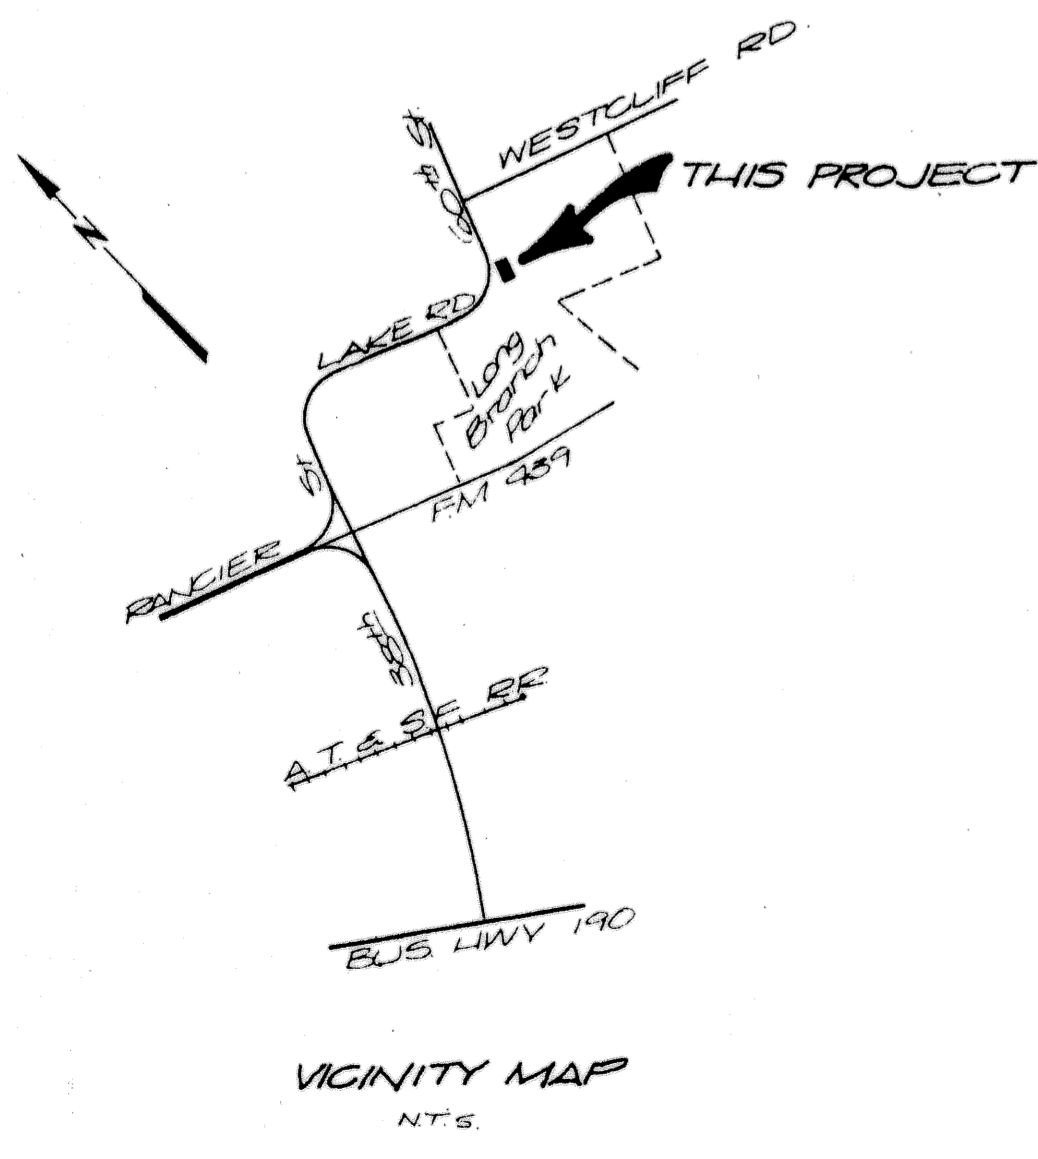 WESTCLIFF RD.
60th St
THIS PROJECT
N
LAKE RD
Long
Branch
Park
St
F.M 439
RANCIER
38th
A.T. & S.F. R.R.
BUS. HWY 190
VICINITY MAP
N.T.S.